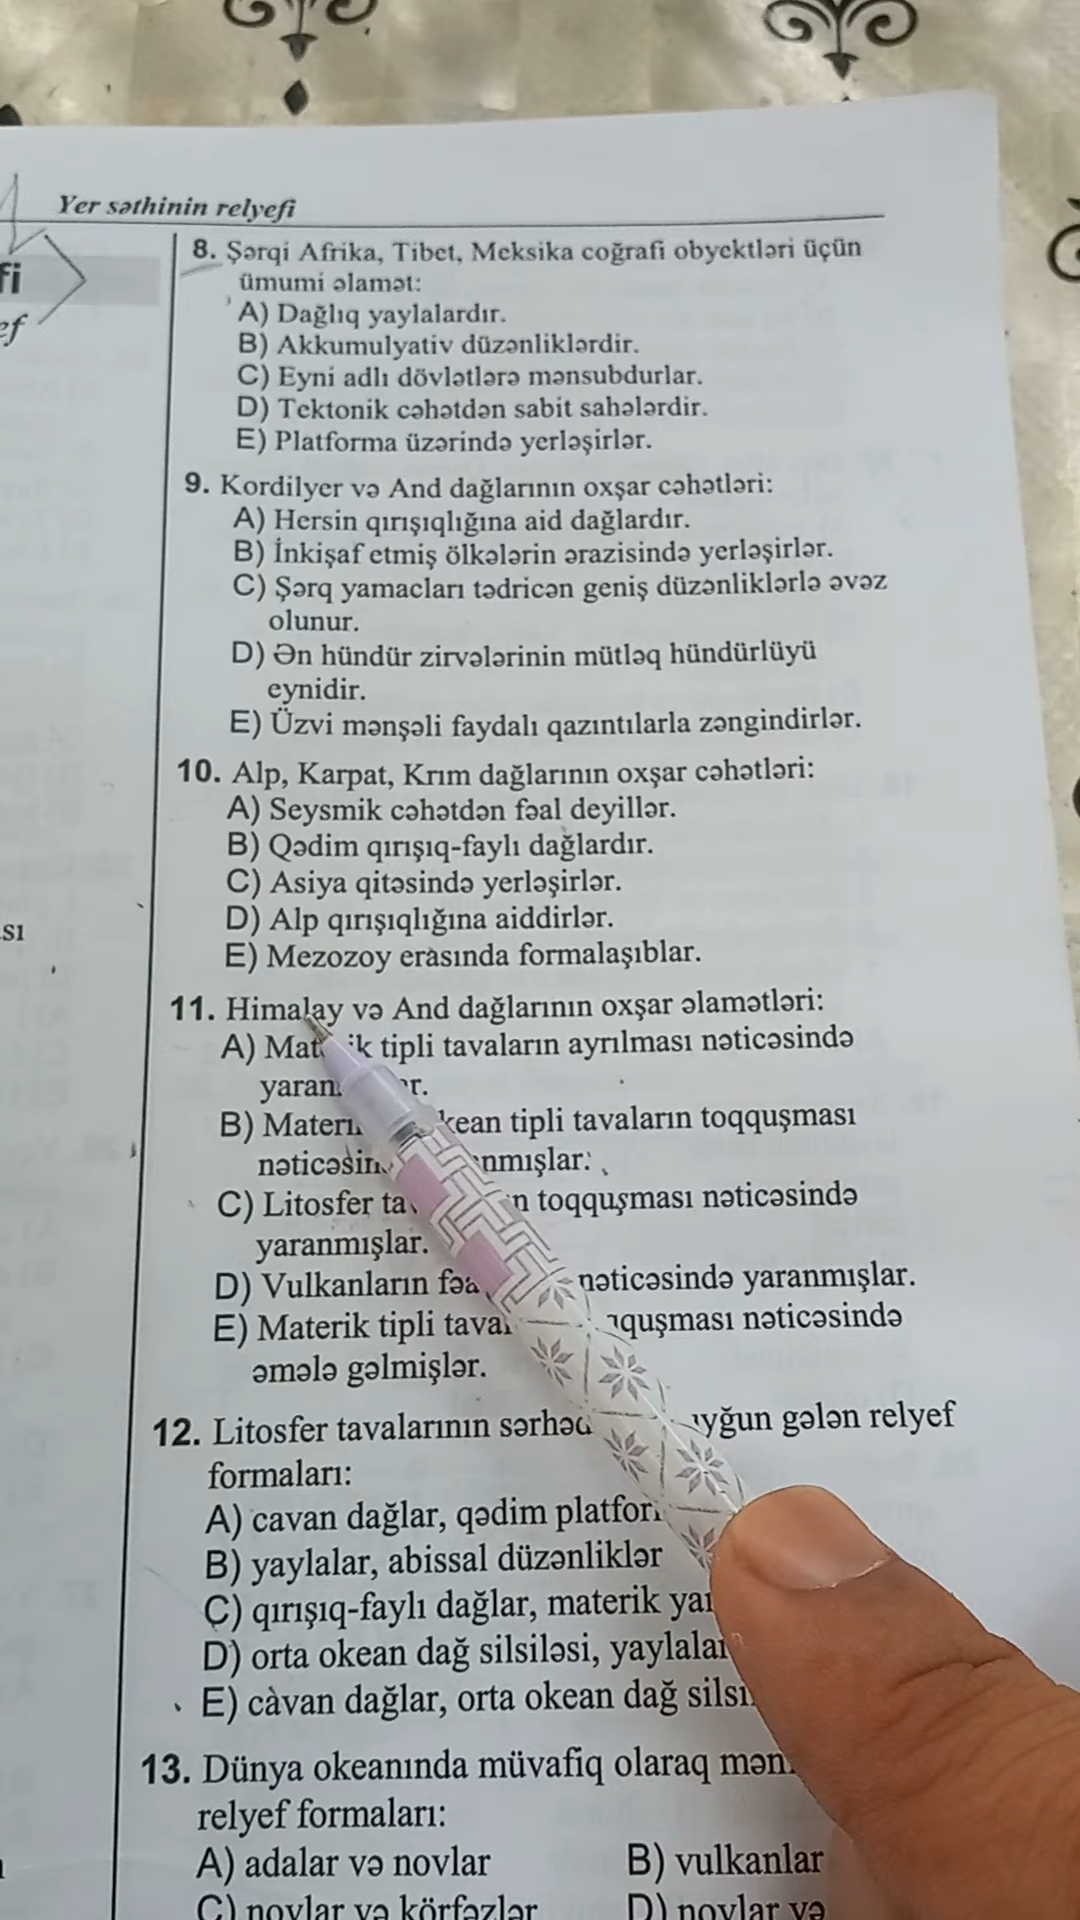 Yer səthinin relyefi
fi
ef
sı
8. Şərqi Afrika, Tibet, Meksika coğrafi obyektləri üçün
ümumi əlamət:
A) Dağlıq yaylalardır.
B) Akkumulyativ düzənliklərdir.
C) Eyni adlı dövlətlərə mənsubdurlar.
D) Tektonik cəhətdən sabit sahələrdir.
E) Platforma üzərində yerləşirlər.
9. Kordilyer və And dağlarının oxşar cəhətləri:
A) Hersin qırışıqlığına aid dağlardır.
B) İnkişaf etmiş ölkələrin ərazisində yerləşirlər.
C) Şərq yamacları tədricən geniş düzənliklərlə əvəz
olunur.
D) Ən hündür zirvələrinin mütləq hündürlüyü
eynidir.
E) Üzvi mənşəli faydalı qazıntılarla zəngindirlər.
10. Alp, Karpat, Krım dağlarının oxşar cəhətləri:
A) Seysmik cəhətdən fəal deyillər.
B) Qədim qırışıq-faylı dağlardır.
C) Asiya qitəsində yerləşirlər.
D) Alp qırışıqlığına aiddirlər.
E) Mezozoy erasında formalaşıblar.
11. Himalay və And dağlarının oxşar əlamətləri:
A) tipli tavaların ayrılması nəticəsində
B) tipli tavaların toqquşması
C) Litosfer toqquşması nəticəsində
yaranmışlar.
D) Vulkanların nəticəsində yaranmışlar.
E) Materik tipli nəticəsində
əmələ gəlmişlər.
12. Litosfer tavalarının gələn relyef
formaları:
A) cavan dağlar, qədim
B) yaylalar, abissal düzənliklər
C) qırışıq-faylı dağlar, materik
D) orta okean dağ silsiləsi,
E) cavan dağlar, orta okean dağ
13. Dünya okeanında müvafiq olaraq
relyef formaları:
A) adalar və novlar B) vulkanlar
C) novlar və körfəzlər D) novlar və